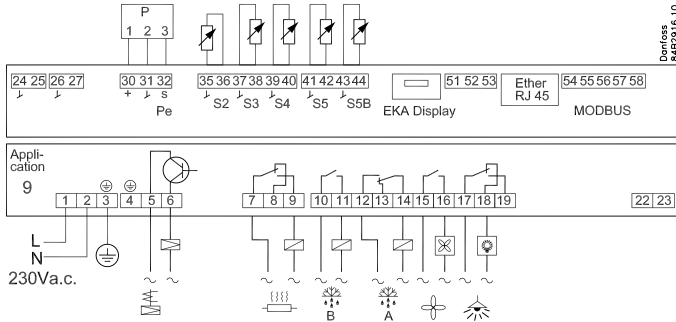 P
1 2 3
Danfoss
84B2916.10
24 25 26 27 30 31 32 35 36 37 38 39 40 41 42 43 44 51 52 53 Ether RJ 45 54 55 56 57 58
+ s S2 S3 S4 S5 S5B
Pe EKA Display MODBUS
Appli-
cation
9
1 2 3 4 5 6 7 8 9 10 11 12 13 14 15 16 17 18 19 22 23
L
N
230Va.c.
B A